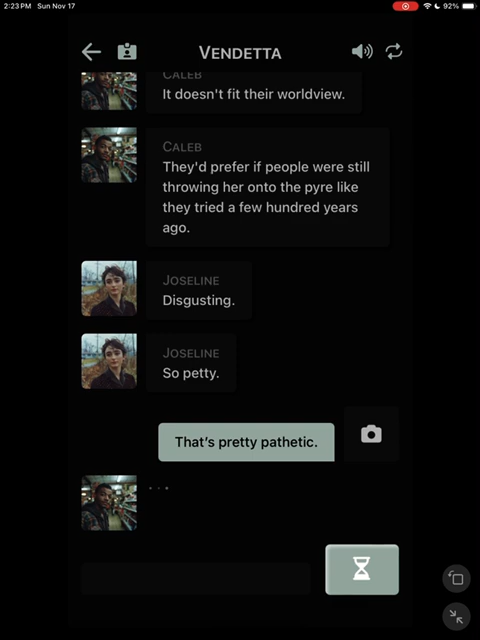 2:23 PM Sun Nov 17
92%
VENDETTA
CALEB
It doesn't fit their worldview.
CALEB
They'd prefer if people were still
throwing her onto the pyre like
they tried a few hundred years
ago.
JOSELINE
Disgusting.
JOSELINE
So petty.
That's pretty pathetic.